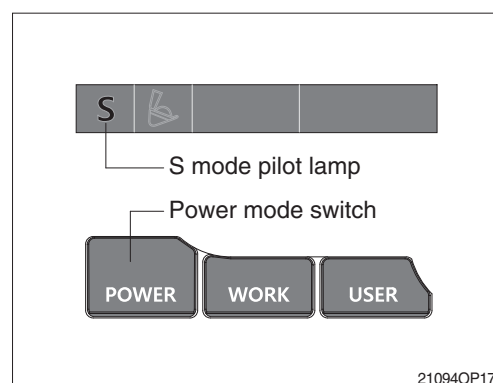 S
S mode pilot lamp
Power mode switch
POWER WORK USER
21094OP17